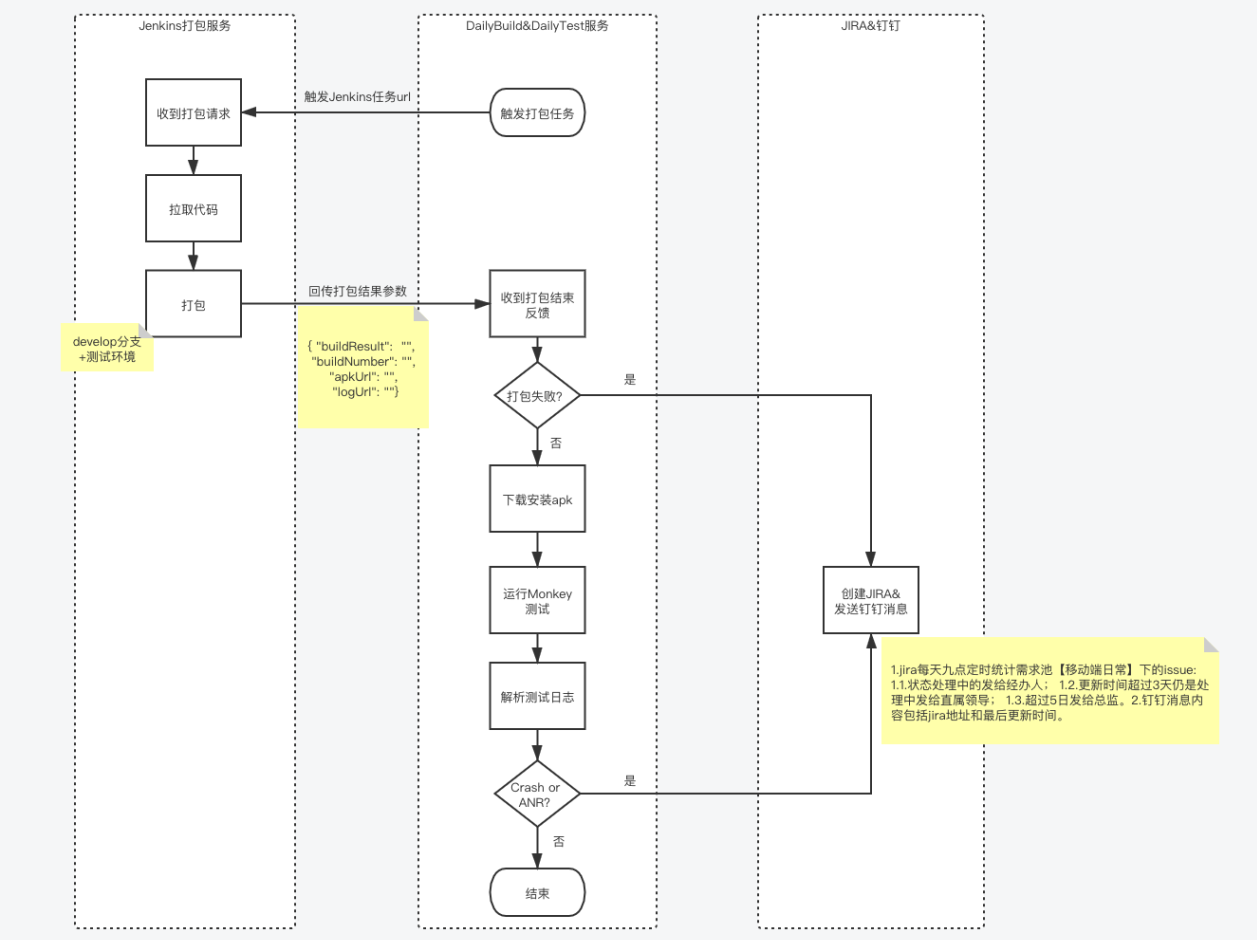 Jenkins打包服务
DailyBuild&DailyTest服务
JIRA&钉钉
收到打包请求
触发Jenkins任务url
触发打包任务
拉取代码
打包
develop分支
+测试环境
回传打包结果参数
{ "buildResult": "",
"buildNumber": "",
"apkUrl": "",
"logUrl": ""}
收到打包结束
反馈
打包失败?
是
否
下载安装apk
运行Monkey
测试
创建JIRA&
发送钉钉消息
1.jira每天九点定时统计需求池【移动端日常】下的issue:
1.1.状态处理中的发给经办人； 1.2.更新时间超过3天仍是处
理中发给直属领导； 1.3.超过5日发给总监。2.钉钉消息内
容包括jira地址和最后更新时间。
解析测试日志
Crash or
ANR?
是
否
结束